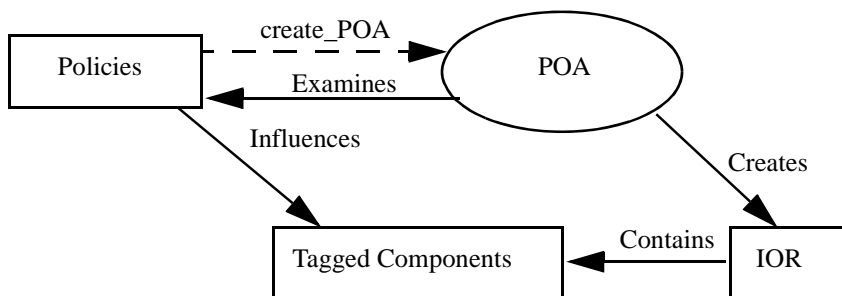 create_POA
Policies
POA
Examines
Influences
Creates
Contains
Tagged Components
IOR